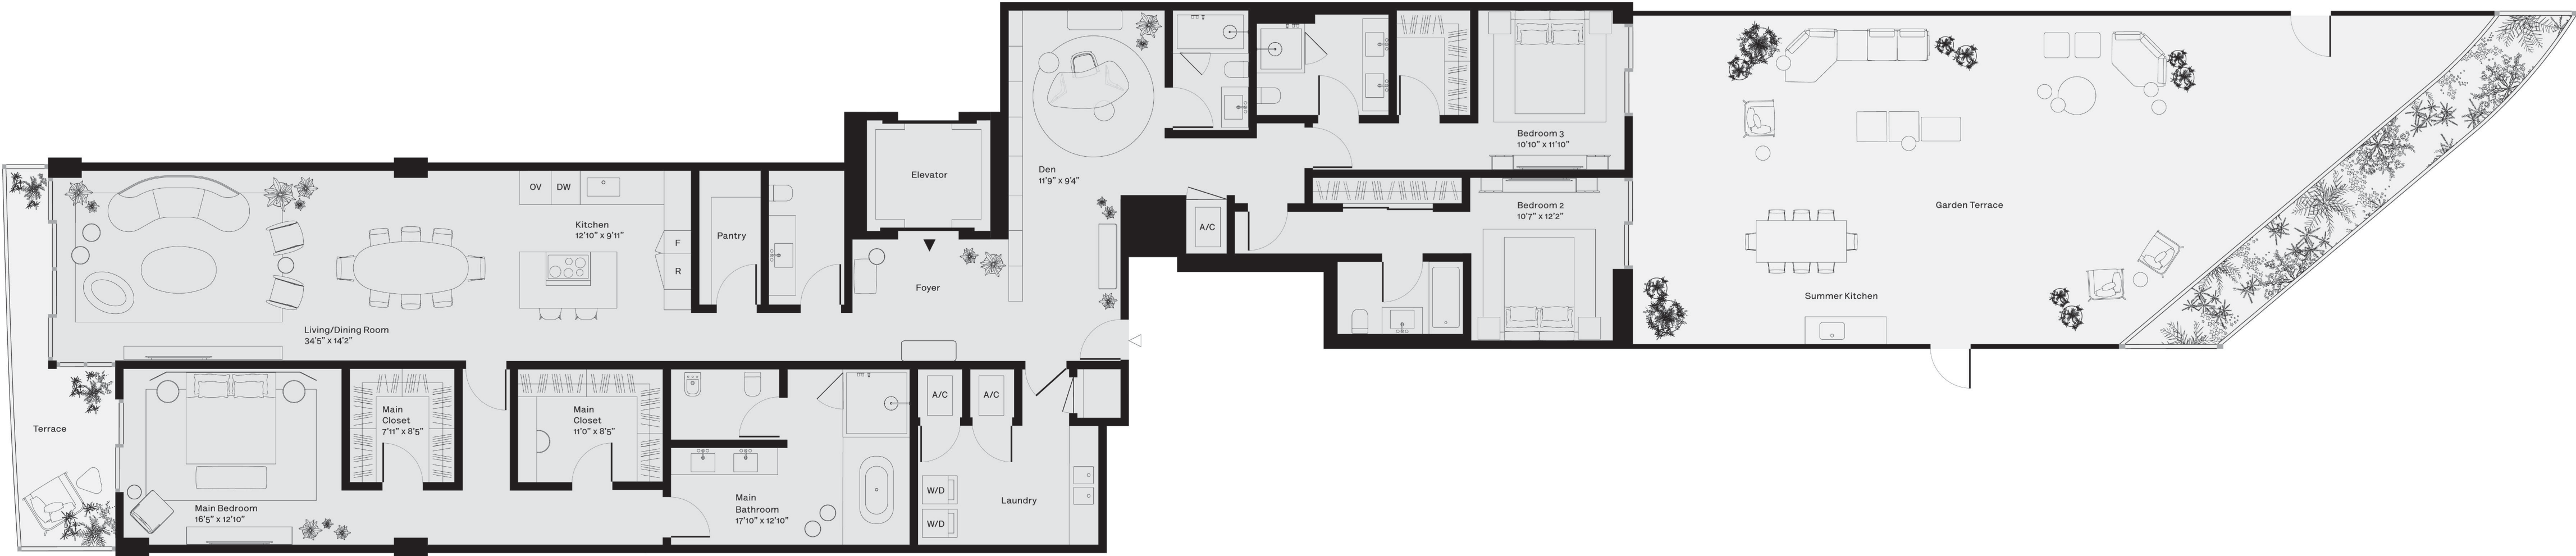 Elevator
Den
11'9" x 9'4"
Bedroom 3
10'10" x 11'10"
Bedroom 2
10'7" x 12'2"
A/C
Garden Terrace
Summer Kitchen
OV
DW
Kitchen
12'10" x 9'11"
F
R
Pantry
Foyer
Living/Dining Room
34'5" x 14'2"
Terrace
Main Bedroom
16'5" x 12'10"
Main
Closet
7'11" x 8'5"
Main
Closet
11'0" x 8'5"
Main
Bathroom
17'10" x 12'10"
A/C
A/C
W/D
W/D
Laundry